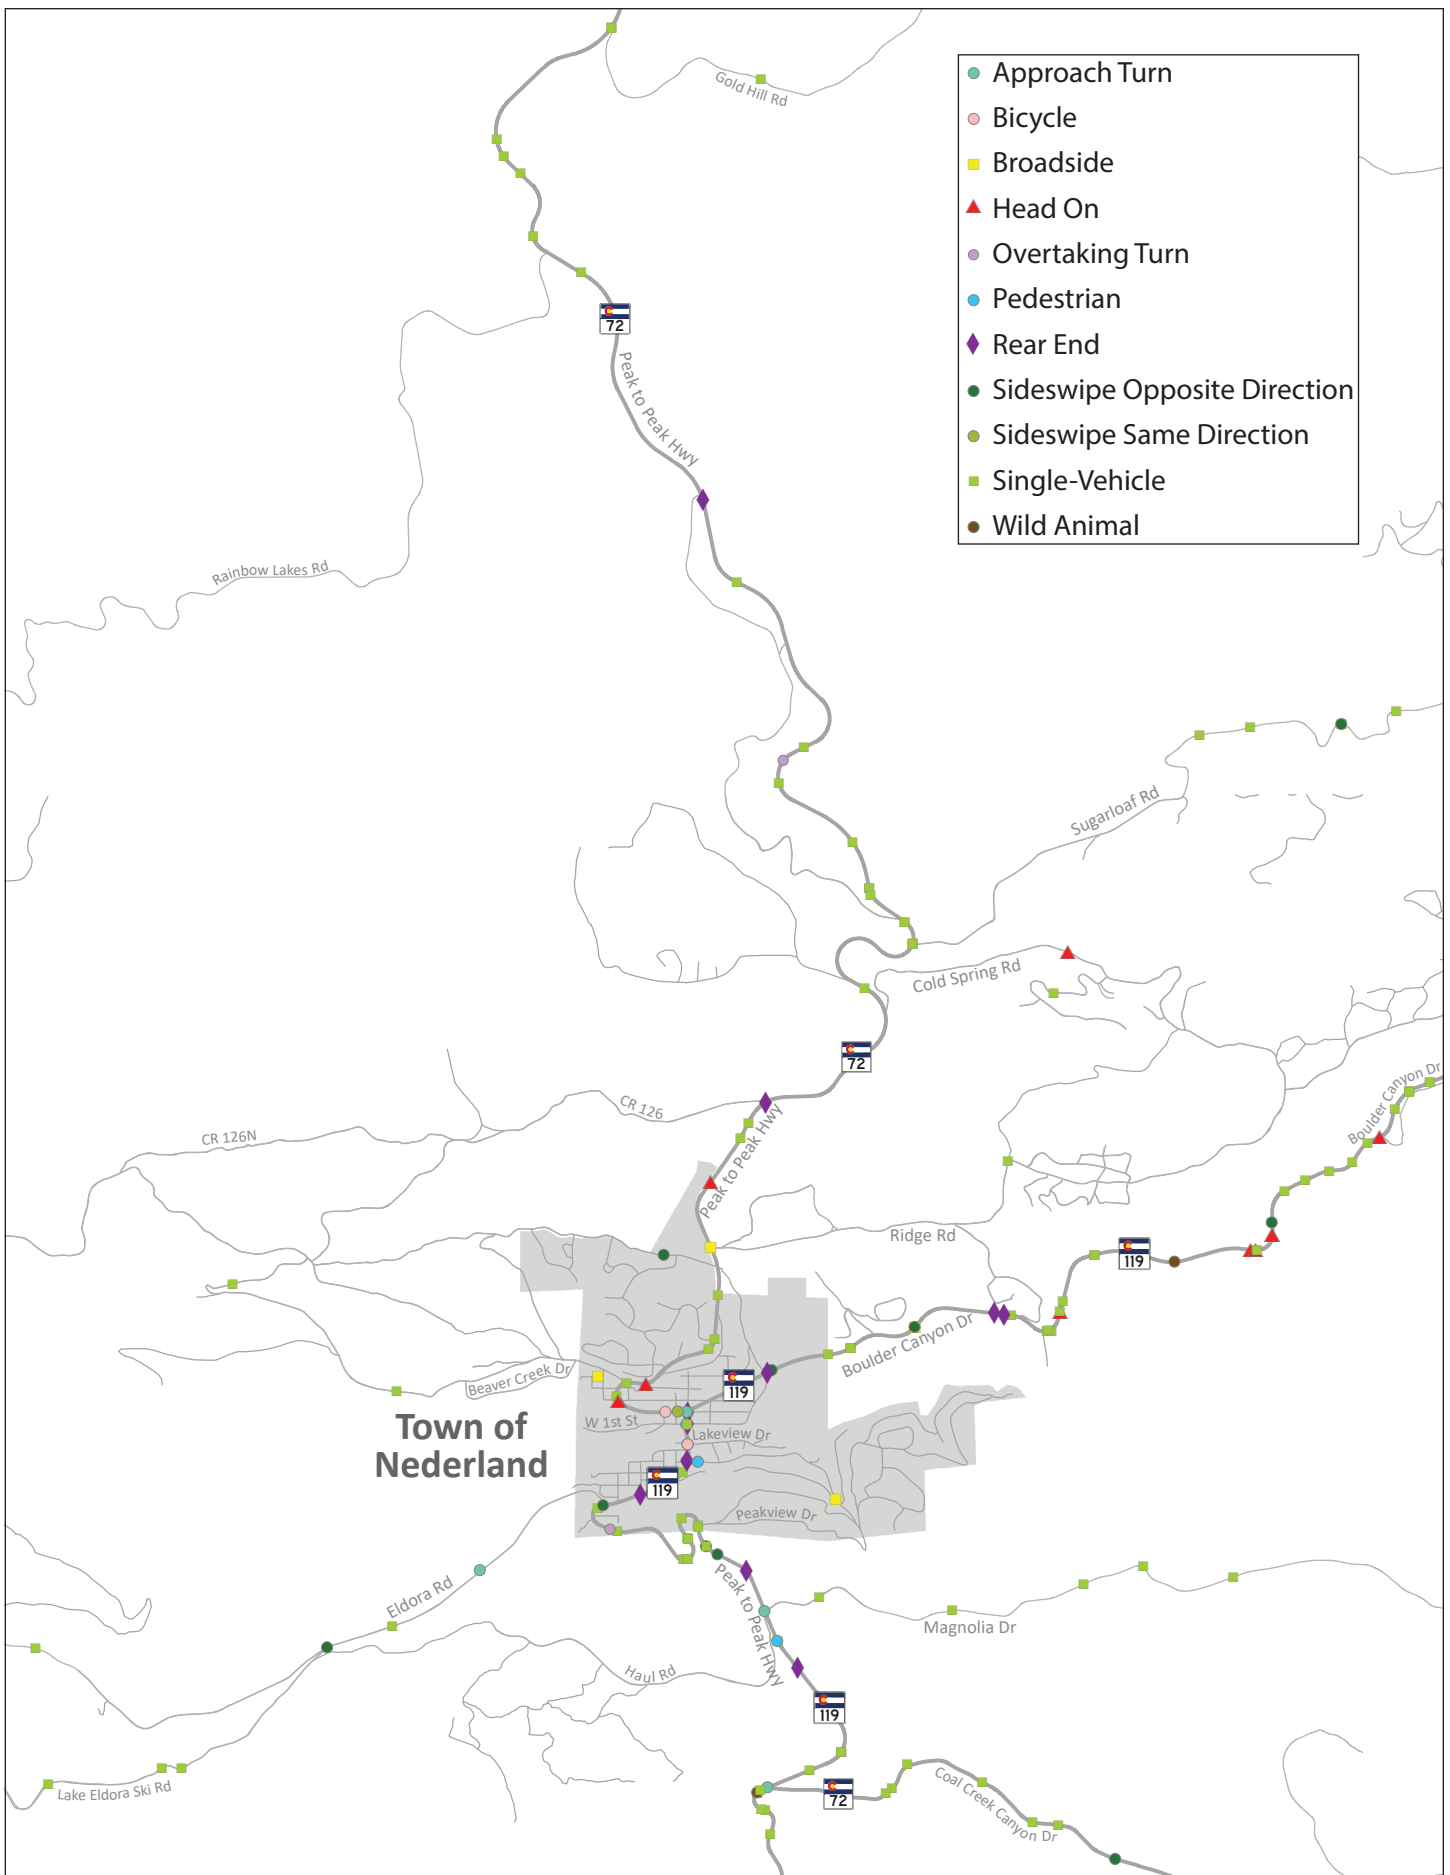 Gold Hill Rd
Approach Turn
Bicycle
Broadside
Head On
Overtaking Turn
Pedestrian
Rear End
Sideswipe Opposite Direction
Sideswipe Same Direction
Single-Vehicle
Wild Animal
C
72
Peak to Peak Hwy
Rainbow Lakes Rd
Sugarloaf Rd
Cold Spring Rd
C
72
Boulder Canyon Dr
CR 126
CR 126N
Peak to Peak Hwy
Ridge Rd
C
119
Boulder Canyon Dr
Beaver Creek Dr
C
119
W 1st St
Town of
Nederland
Lakeview Dr
C
119
Peakview Dr
Eldora Rd
Peak to Peak Hwy
Magnolia Dr
Haul Rd
C
119
Lake Eldora Ski Rd
C
72
Coal Creek Canyon Dr